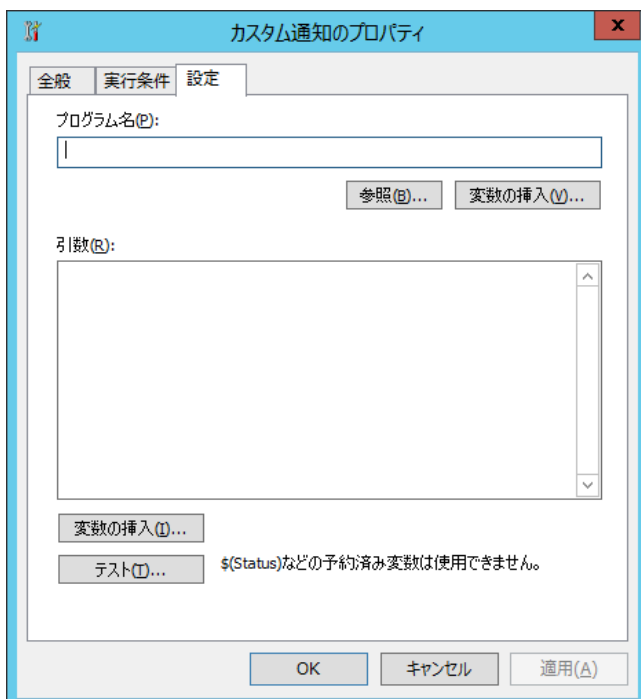 カスタム通知のプロパティ
x
全般 実行条件 設定
プログラム名(P):
参照(B)... 変数の挿入(V)...
引数(R):
変数の挿入(I)...
テスト(T)... $(Status)などの予約済み変数は使用できません。
OK キャンセル 適用(A)